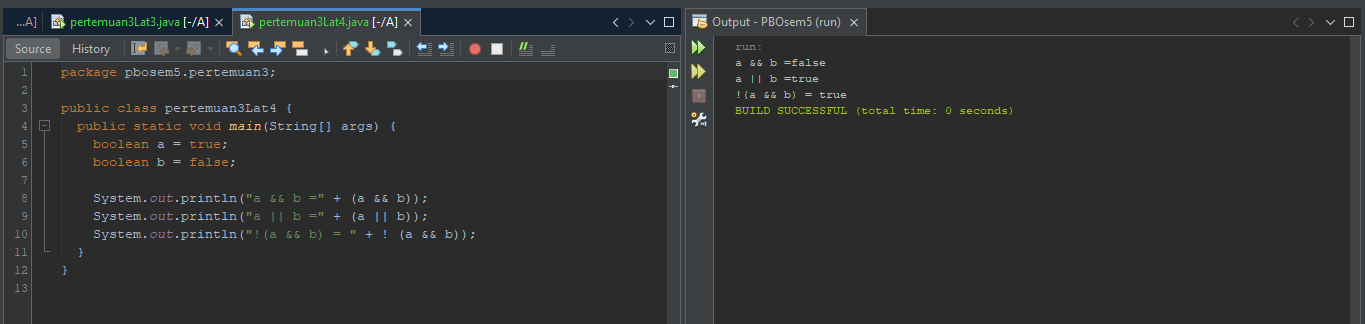 ...A] pertemuan3Lat3.java [-/A] pertemuan3Lat4.java [-/A]
Source History
1 package pbosem5.pertemuan3;
2
3 public class pertemuan3Lat4 {
4 public static void main(String[] args) {
5 boolean a = true;
6 boolean b = false;
7
8 System.out.println("a && b =" + (a && b));
9 System.out.println("a || b =" + (a || b));
10 System.out.println("!(a && b) = " + ! (a && b));
11 }
12 }
13
Output - PBOsem5 (run)
run:
a && b =false
a || b =true
!(a && b) = true
BUILD SUCCESSFUL (total time: 0 seconds)